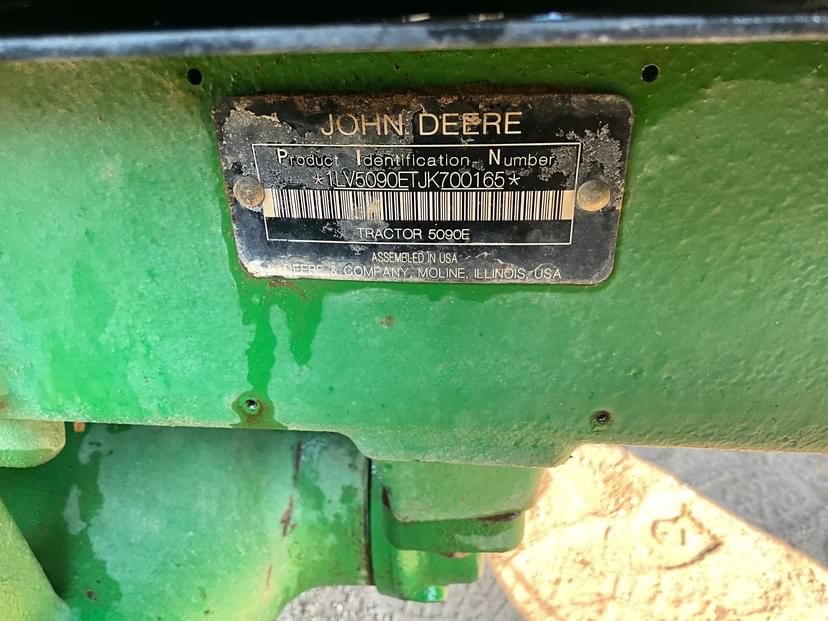 JOHN DEERE
Product Identification Number
*1LV5090ETJK700165*
TRACTOR 5090E
ASSEMBLED IN USA
DEERE & COMPANY, MOLINE, ILLINOIS, USA